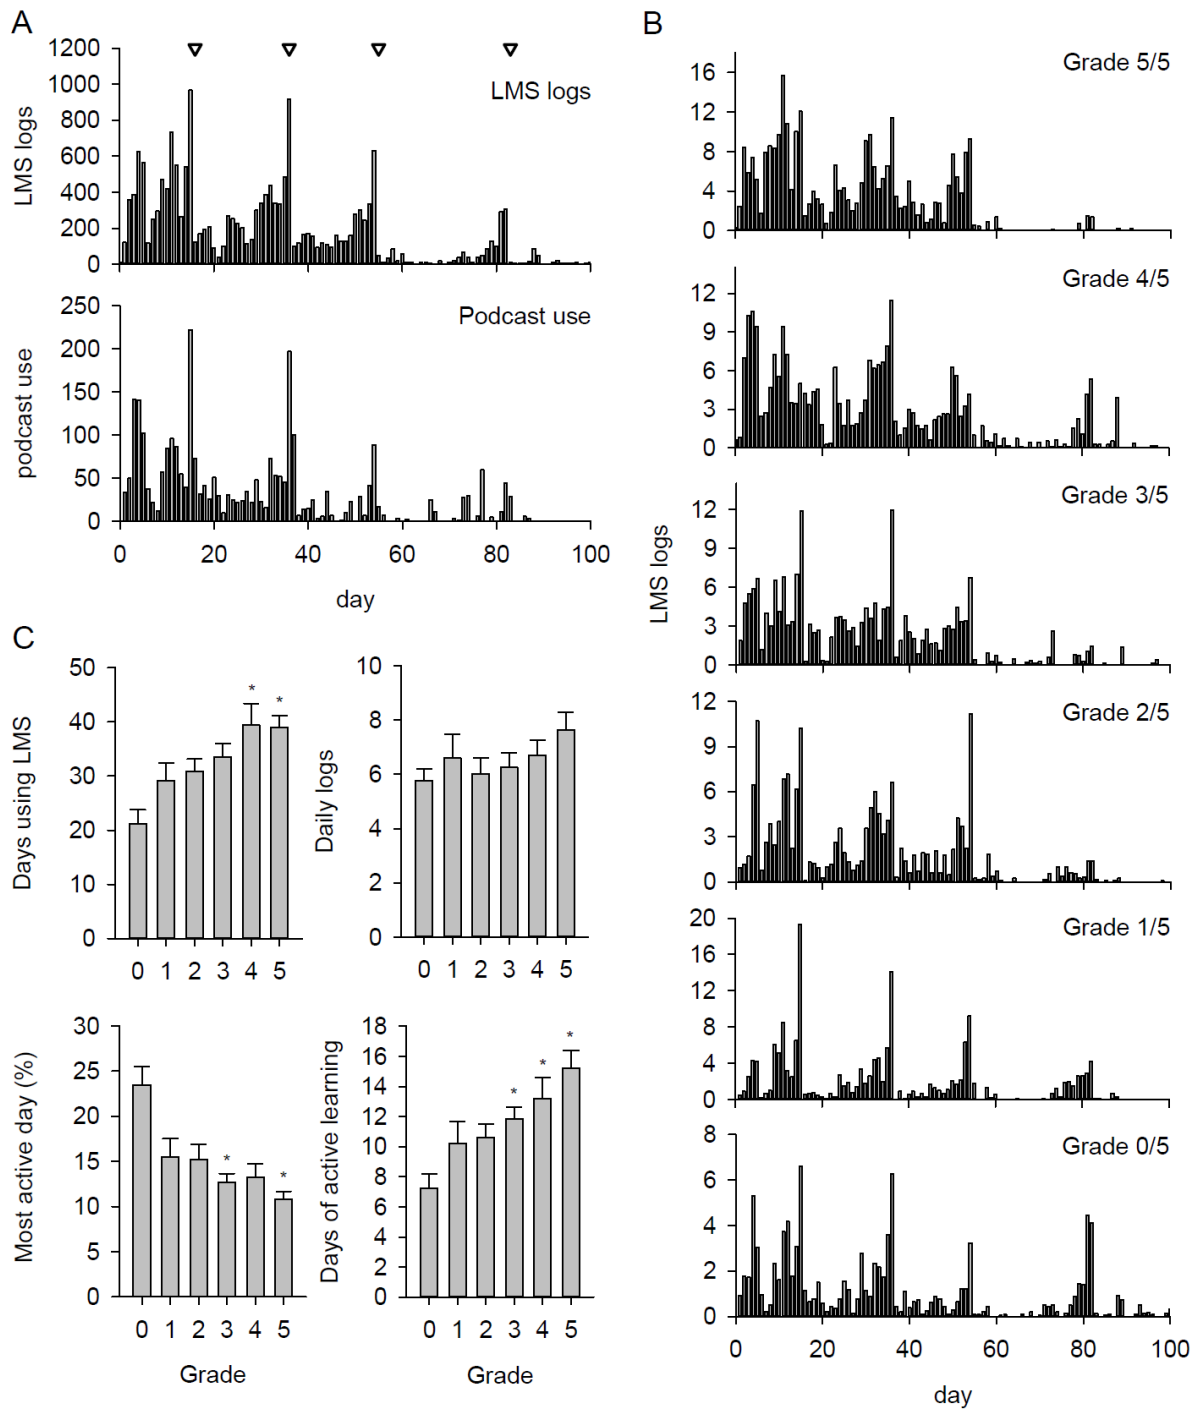 A
1200
1000
800
600
400
200
0
LMS logs
LMS logs
0
20
40
60
80
100
250
200
150
100
50
0
podcast use
Podcast use
0 20 40 60 80 100
day
B
Grade 5/5
16
12
8
4
0
Grade 4/5
12
9
6
3
0
Grade 3/5
12
9
6
3
0
LMS logs
Grade 2/5
12
9
6
3
0
Grade 1/5
20
16
12
8
4
0
Grade 0/5
8
6
4
2
0
0 20 40 60 80 100
day
C
50
40
30
20
10
0
Days using LMS
* *
0 1 2 3 4 5
10
8
6
4
2
0
Daily logs
0 1 2 3 4 5
30
25
20
15
10
5
0
Most active day (%)
* *
0 1 2 3 4 5
Grade
18
16
14
12
10
8
6
4
2
0
Days of active learning
* * *
0 1 2 3 4 5
Grade